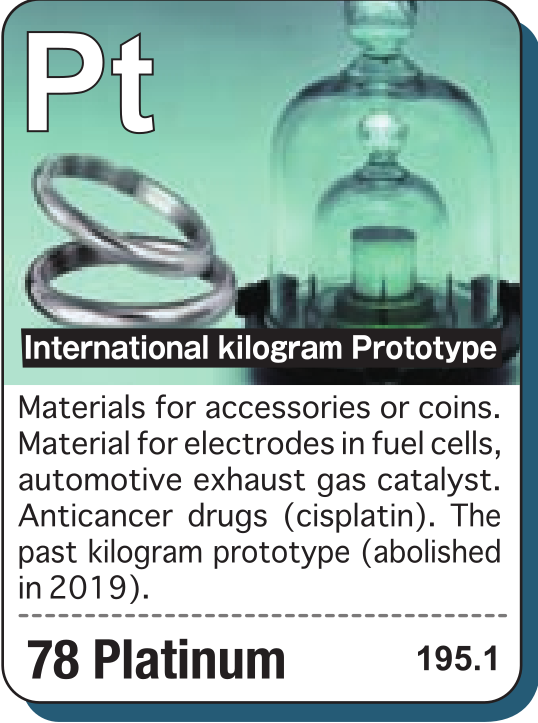 Pt
International kilogram Prototype
Materials for accessories or coins.
Material for electrodes in fuel cells,
automotive exhaust gas catalyst.
Anticancer drugs (cisplatin). The
past kilogram prototype (abolished
in 2019).
78 Platinum 195.1